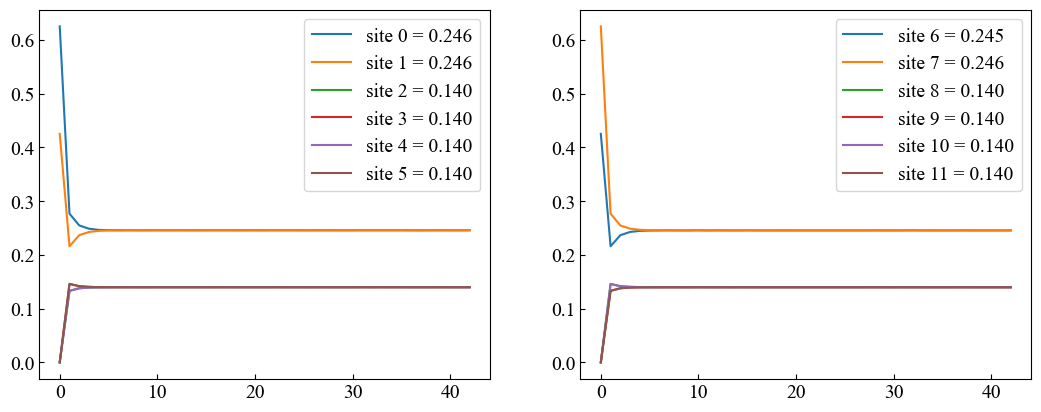 0.6
0.5
0.4
0.3
0.2
0.1
0.0
0 10 20 30 40
site 0 = 0.246
site 1 = 0.246
site 2 = 0.140
site 3 = 0.140
site 4 = 0.140
site 5 = 0.140
0.6
0.5
0.4
0.3
0.2
0.1
0.0
0 10 20 30 40
site 6 = 0.245
site 7 = 0.246
site 8 = 0.140
site 9 = 0.140
site 10 = 0.140
site 11 = 0.140